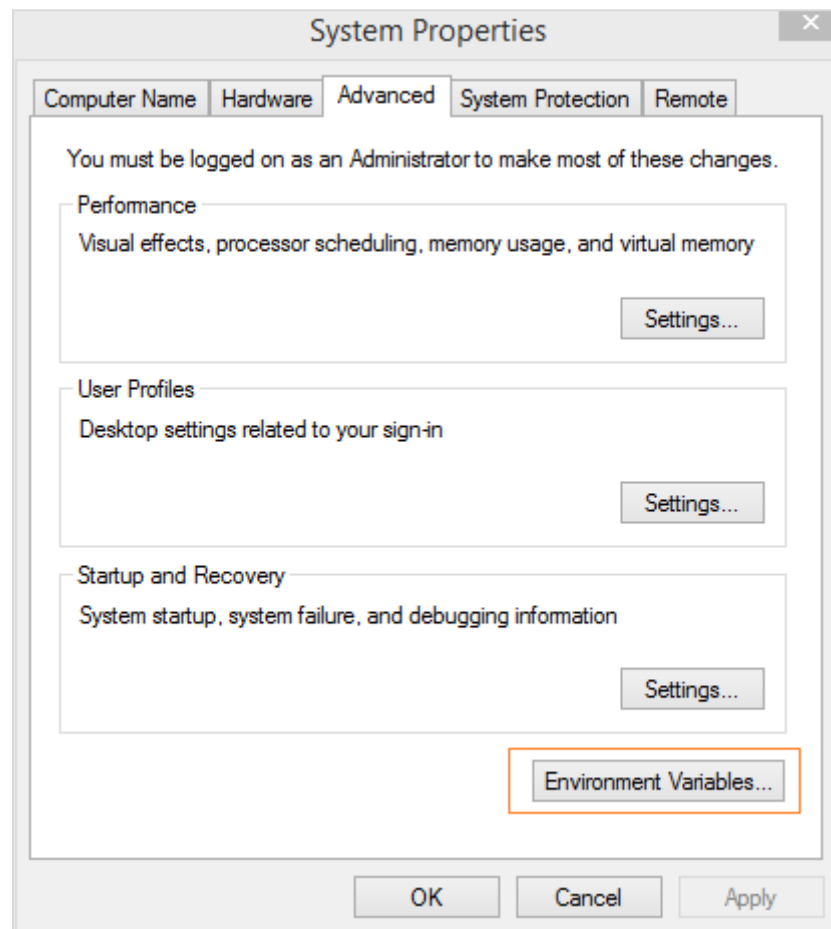 System Properties
Computer Name Hardware Advanced System Protection Remote
You must be logged on as an Administrator to make most of these changes.
Performance
Visual effects, processor scheduling, memory usage, and virtual memory
Settings...
User Profiles
Desktop settings related to your sign-in
Settings...
Startup and Recovery
System startup, system failure, and debugging information
Settings...
Environment Variables...
OK Cancel Apply